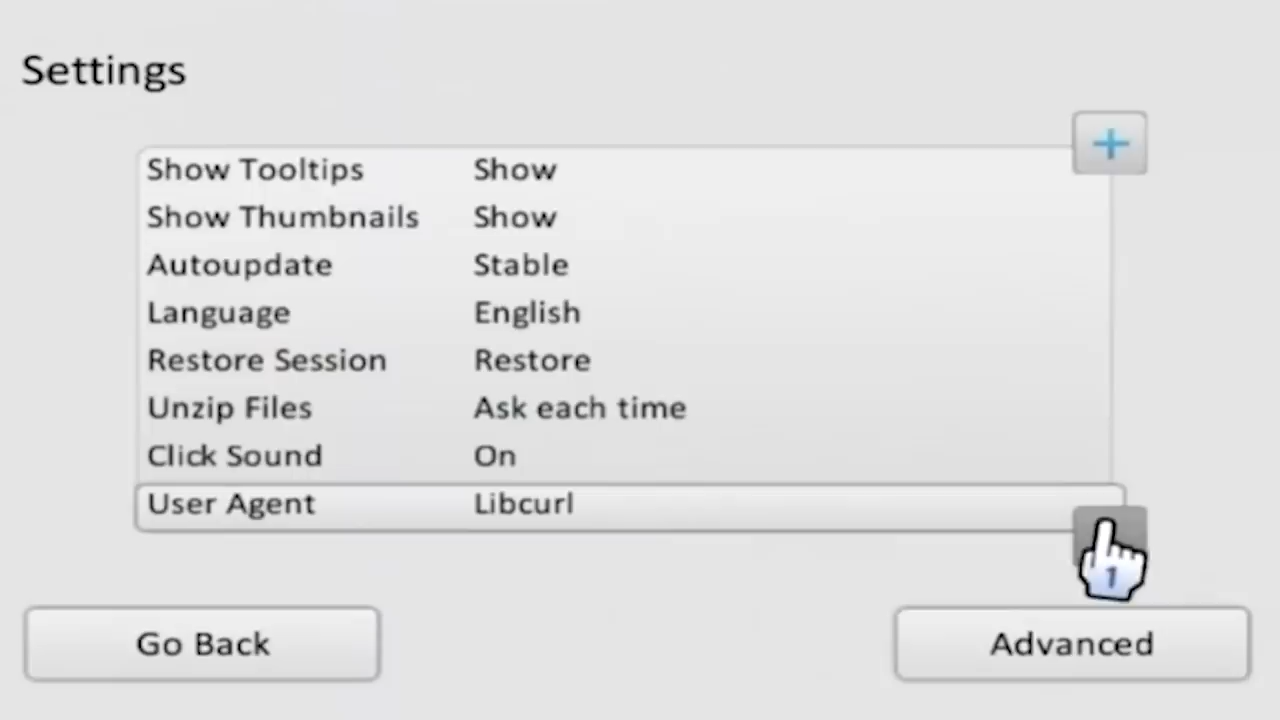 Settings
+
Show Tooltips Show
Show Thumbnails Show
Autoupdate Stable
Language English
Restore Session Restore
Unzip Files Ask each time
Click Sound On
User Agent Libcurl
1
Go Back Advanced